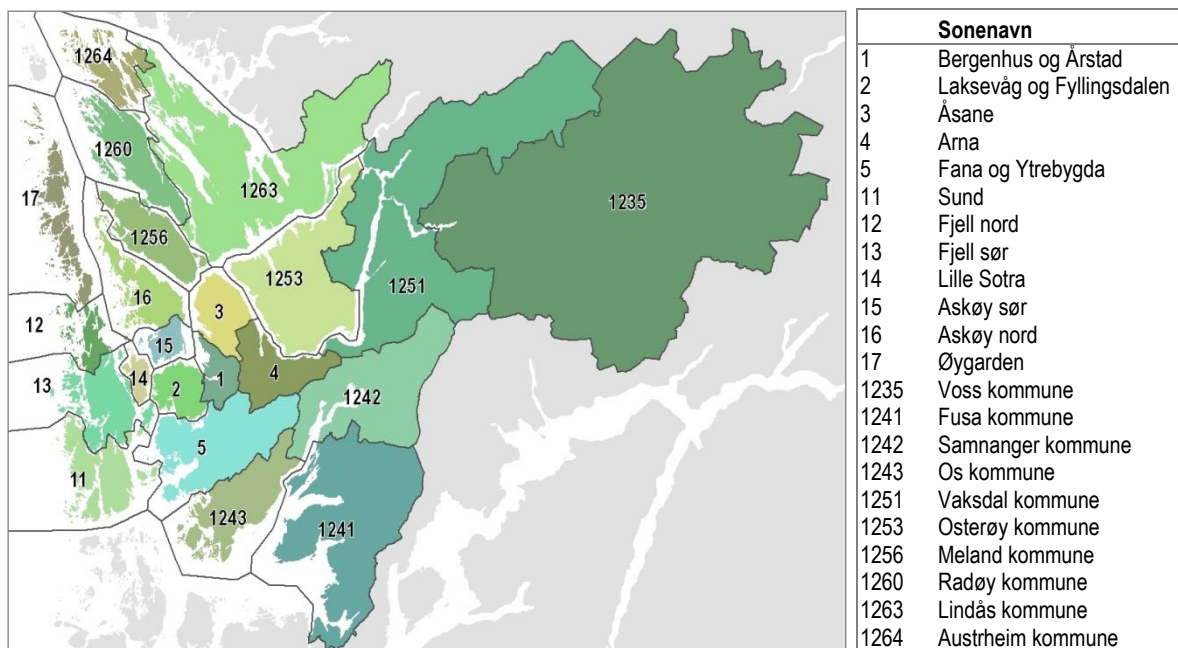 1264
1260
17
1263
1235
1256
1253
1251
16
3
12
15
14
2
1
4
13
1242
5
11
1243
1241
Sonenavn
1 Bergenhus og Årstad
2 Laksevåg og Fyllingsdalen
3 Åsane
4 Arna
5 Fana og Ytrebygda
11 Sund
12 Fjell nord
13 Fjell sør
14 Lille Sotra
15 Askøy sør
16 Askøy nord
17 Øygarden
1235 Voss kommune
1241 Fusa kommune
1242 Samnanger kommune
1243 Os kommune
1251 Vaksdal kommune
1253 Osterøy kommune
1256 Meland kommune
1260 Radøy kommune
1263 Lindås kommune
1264 Austrheim kommune